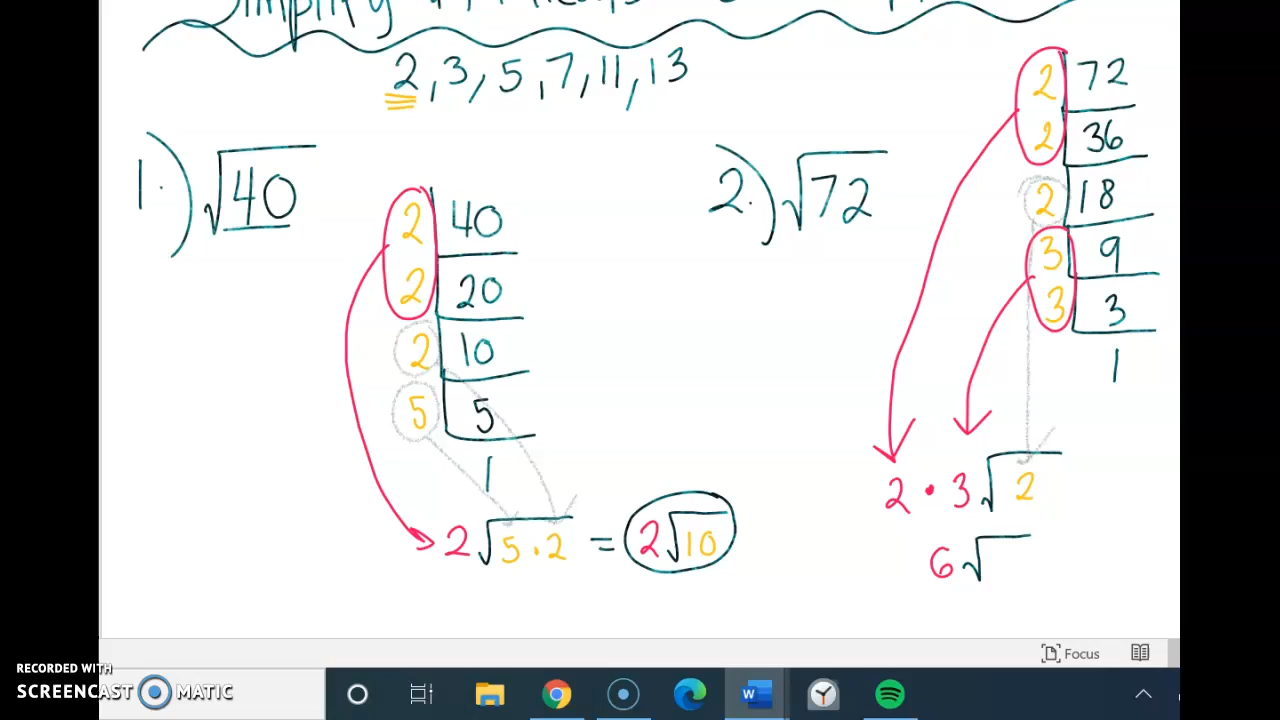 Simplify
2, 3, 5, 7, 11, 13
1.) √40
2 40
2 20
2 10
5 5
1
2√5·2 = 2√10
2.) √72
2 72
2 36
2 18
3 9
3 3
1
2 · 3√2
6√
Focus
RECORDED WITH
SCREENCAST MATIC
W